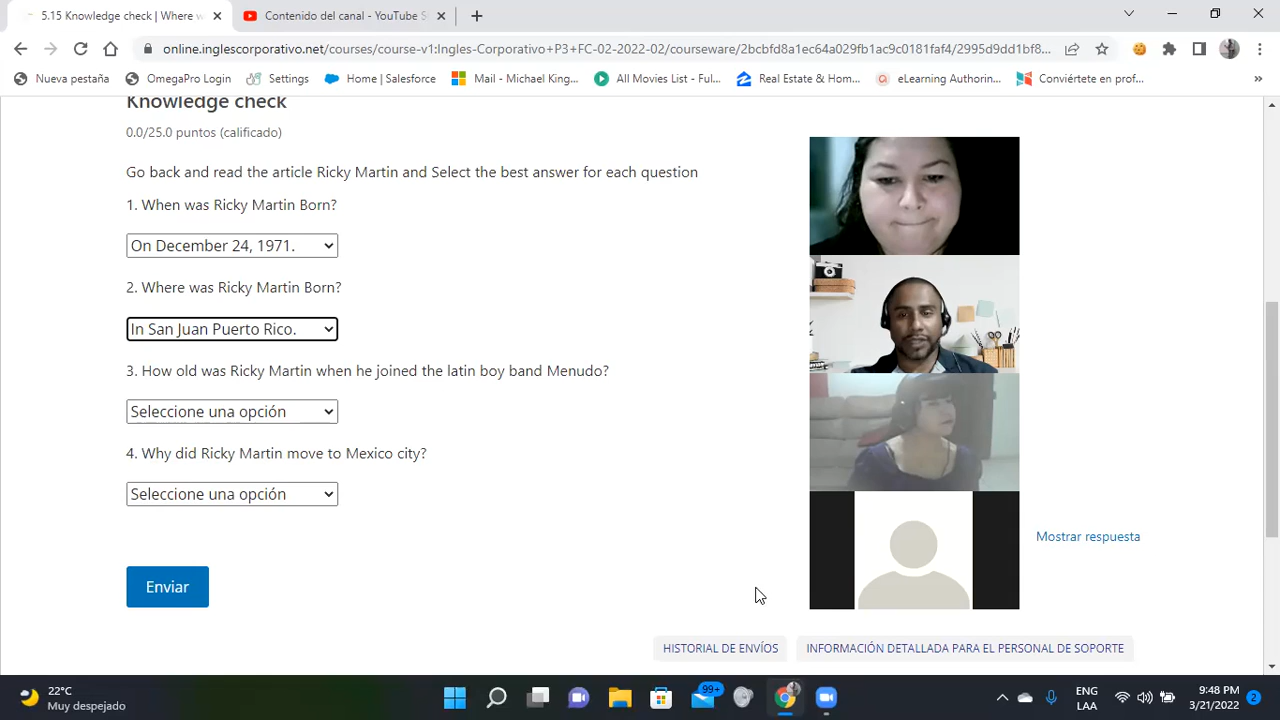 5.15 Knowledge check | Where w
Contenido del canal - YouTube S
online.inglescorporativo.net/courses/course-v1:Ingles-Corporativo+P3+FC-02-2022-02/courseware/2bcbfd8a1ec64a029fb1ac9c0181faf4/2995d9dd1bf8...
Nueva pestaña
OmegaPro Login
Settings
Home | Salesforce
Mail - Michael King...
All Movies List - Ful...
Real Estate & Hom...
eLearning Authorin...
Conviértete en prof...
»
Knowledge check
0.0/25.0 puntos (calificado)
Go back and read the article Ricky Martin and Select the best answer for each question
1. When was Ricky Martin Born?
On December 24, 1971.
2. Where was Ricky Martin Born?
In San Juan Puerto Rico.
3. How old was Ricky Martin when he joined the latin boy band Menudo?
Seleccione una opción
4. Why did Ricky Martin move to Mexico city?
Seleccione una opción
Mostrar respuesta
Enviar
HISTORIAL DE ENVÍOS
INFORMACIÓN DETALLADA PARA EL PERSONAL DE SOPORTE
22°C
Muy despejado
99+
ENG
LAA
9:48 PM
3/21/2022
2